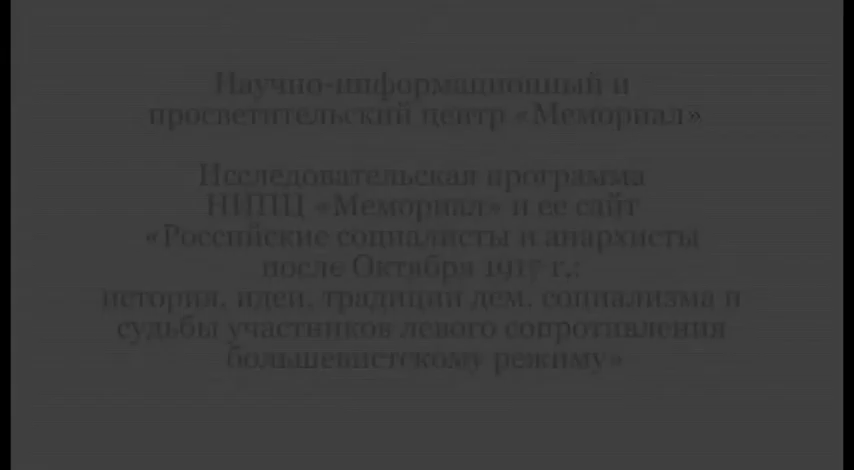 Научно-информационный и
просветительский центр «Мемориал»
Исследовательская программа
НИПЦ «Мемориал» и ее сайт
«Российские социалисты и анархисты
после Октября 1917 г.:
история, идеи, традиции дем. социализма и
судьбы участников левого сопротивления
большевистскому режиму»